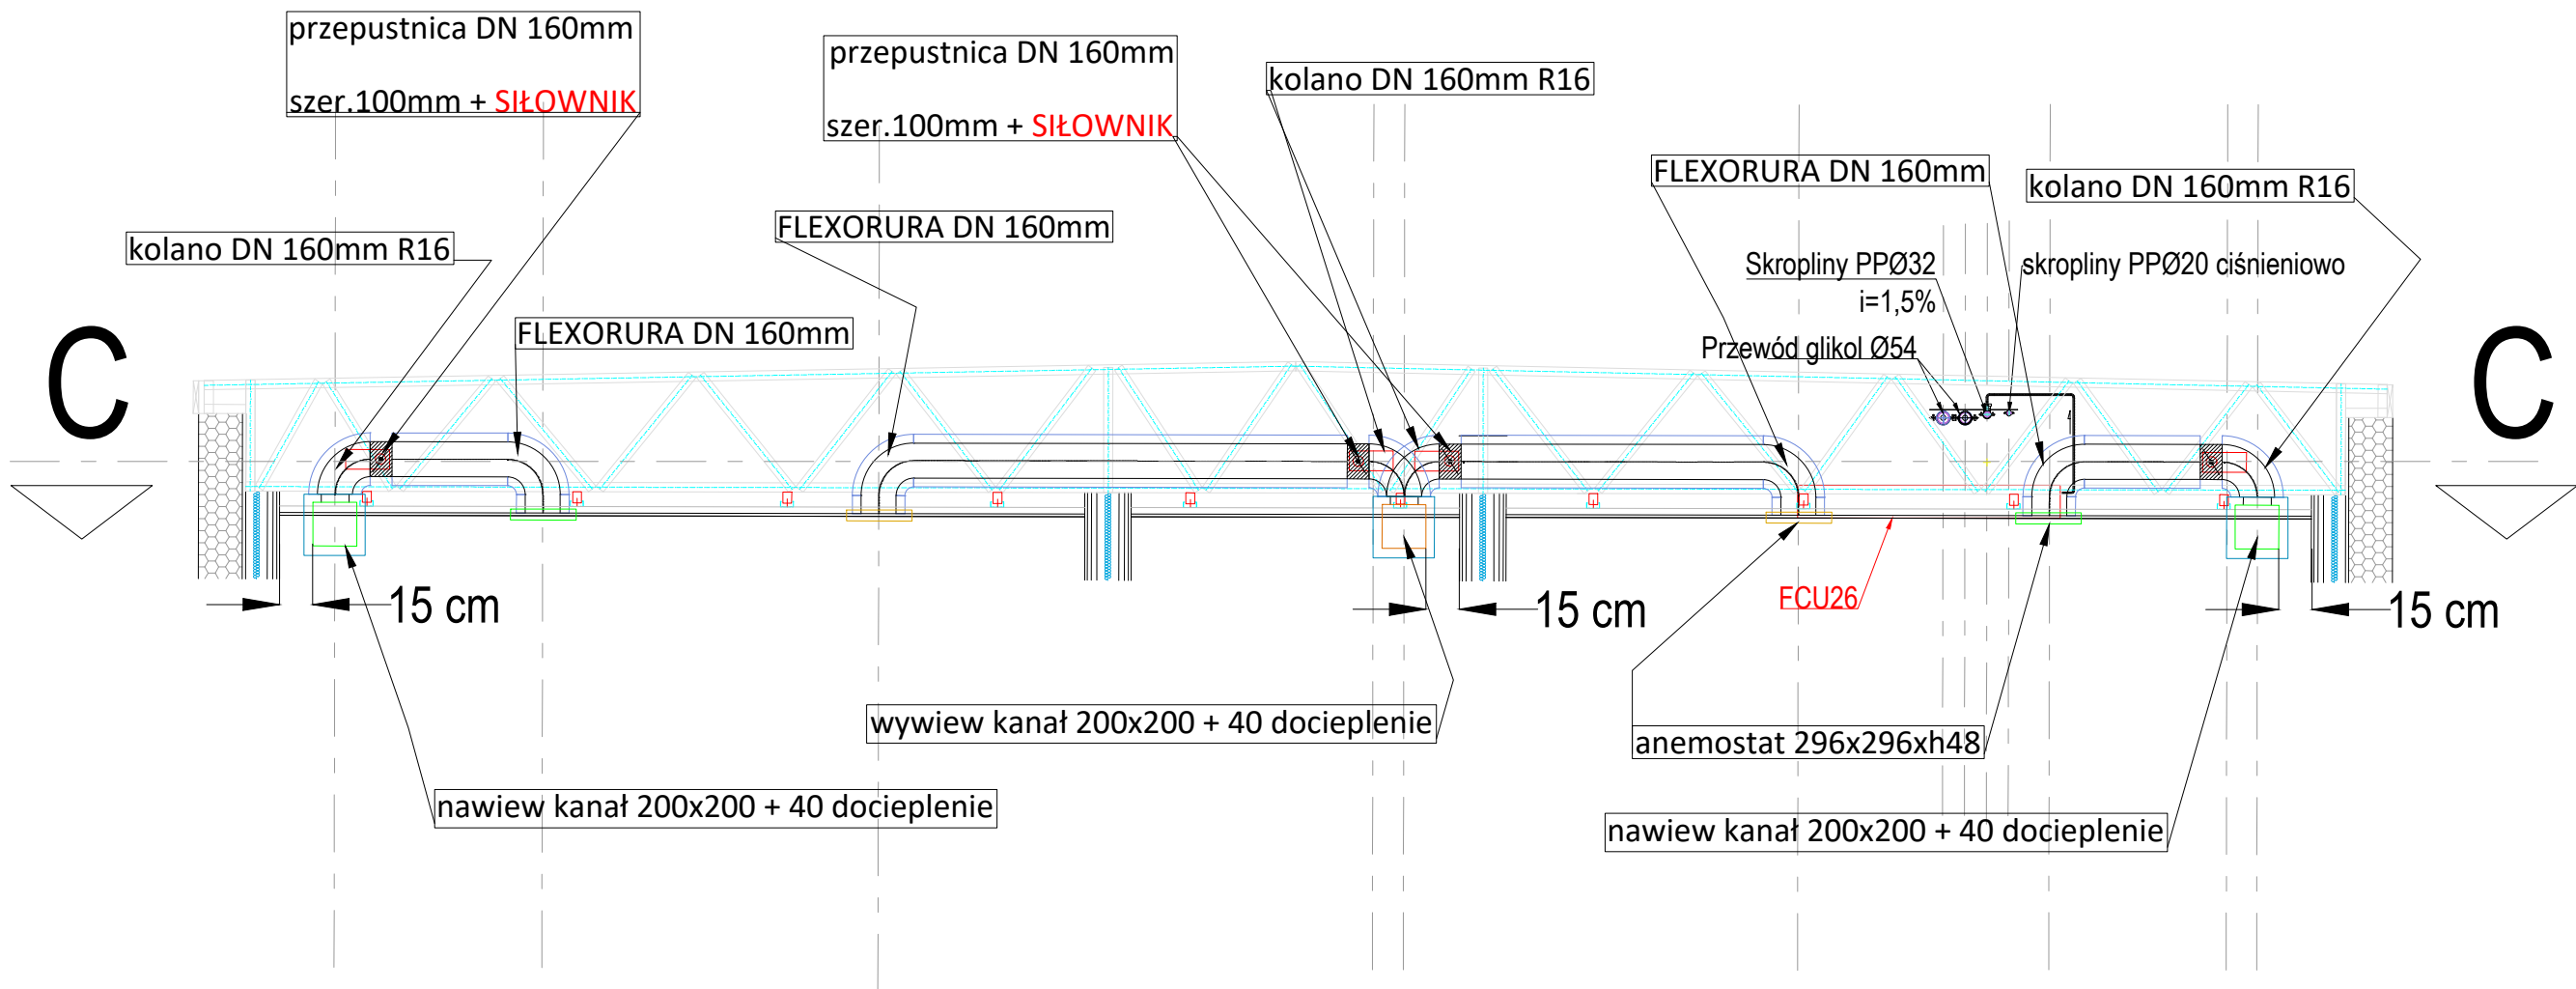 przepustnica DN 160mm
szer.100mm + SIŁOWNIK
przepustnica DN 160mm
szer.100mm + SIŁOWNIK
kolano DN 160mm R16
FLEXORURA DN 160mm
kolano DN 160mm R16
kolano DN 160mm R16
FLEXORURA DN 160mm
Skropliny PPØ32
i=1,5%
skropliny PPØ20 ciśnieniowo
FLEXORURA DN 160mm
Przewód glikol Ø54
C
C
15 cm
15 cm
15 cm
FCU26
wywiew kanał 200x200 + 40 docieplenie
anemostat 296x296xh48
nawiew kanał 200x200 + 40 docieplenie
nawiew kanał 200x200 + 40 docieplenie